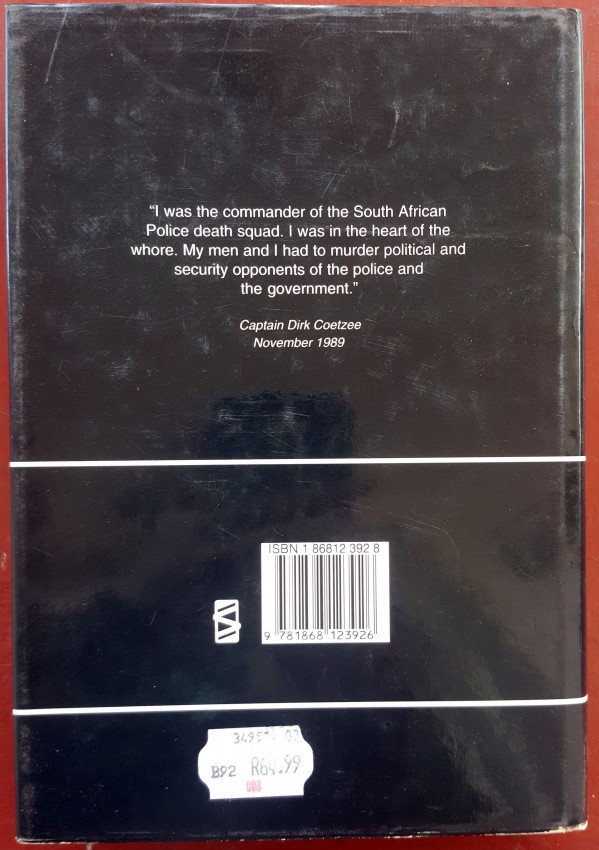 “I was the commander of the South African
Police death squad. I was in the heart of the
whore. My men and I had to murder political and
security opponents of the police and
the government.”
Captain Dirk Coetzee
November 1989
ISBN 1 86812 392 8
9 781868 123926
B92 R64.99